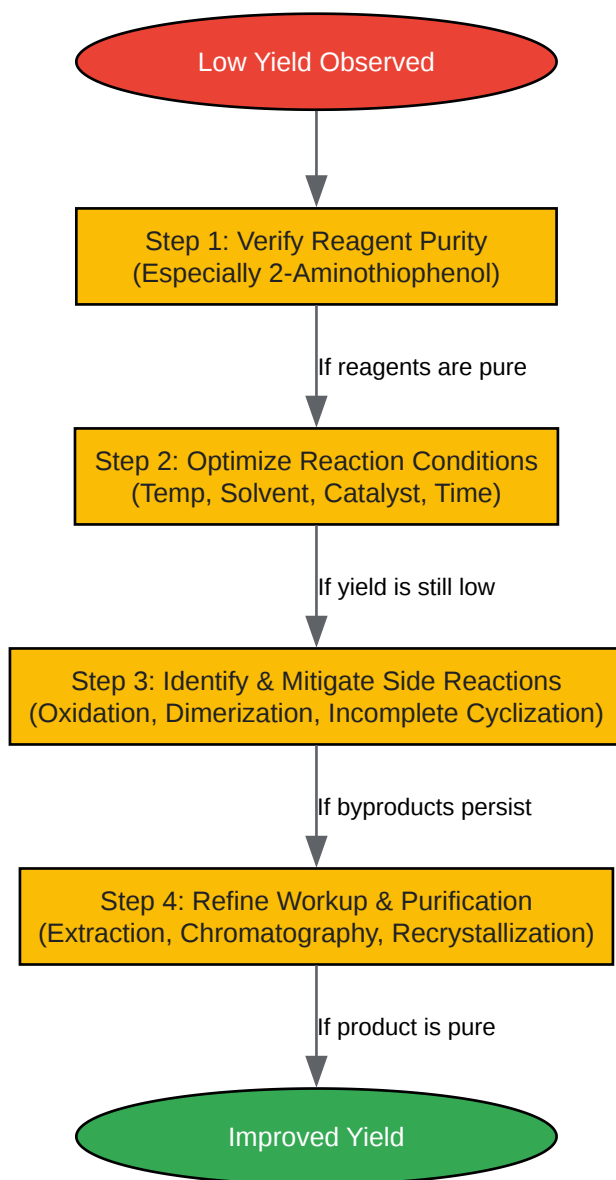 Low Yield Observed
Step 1: Verify Reagent Purity
(Especially 2-Aminothiophenol)
If reagents are pure
Step 2: Optimize Reaction Conditions
(Temp, Solvent, Catalyst, Time)
If yield is still low
Step 3: Identify & Mitigate Side Reactions
(Oxidation, Dimerization, Incomplete Cyclization)
If byproducts persist
Step 4: Refine Workup & Purification
(Extraction, Chromatography, Recrystallization)
If product is pure
Improved Yield